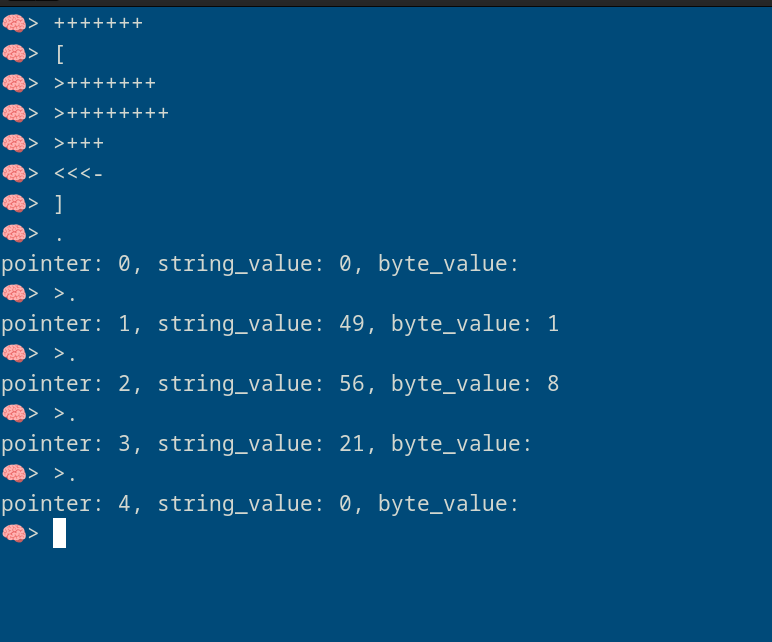 🧠> +++++++
🧠> [
🧠> >+++++++
🧠> >++++++++
🧠> >+++
🧠> <<<-
🧠> ]
🧠> .
pointer: 0, string_value: 0, byte_value:
🧠> >.
pointer: 1, string_value: 49, byte_value: 1
🧠> >.
pointer: 2, string_value: 56, byte_value: 8
🧠> >.
pointer: 3, string_value: 21, byte_value:
🧠> >.
pointer: 4, string_value: 0, byte_value:
🧠>